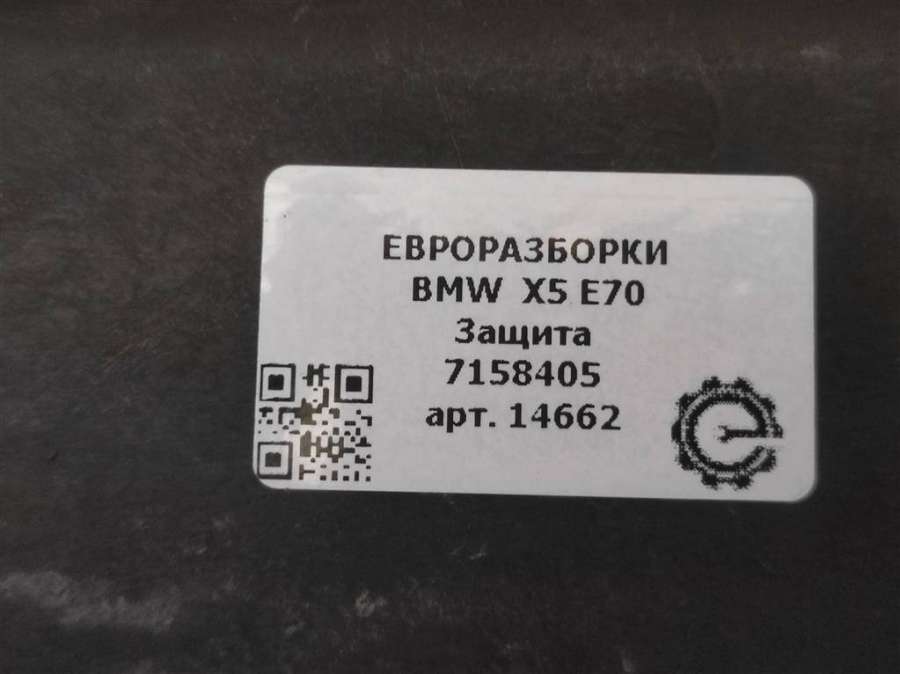 ЕВРОРАЗБОРКИ
BMW X5 E70
Защита
7158405
арт. 14662